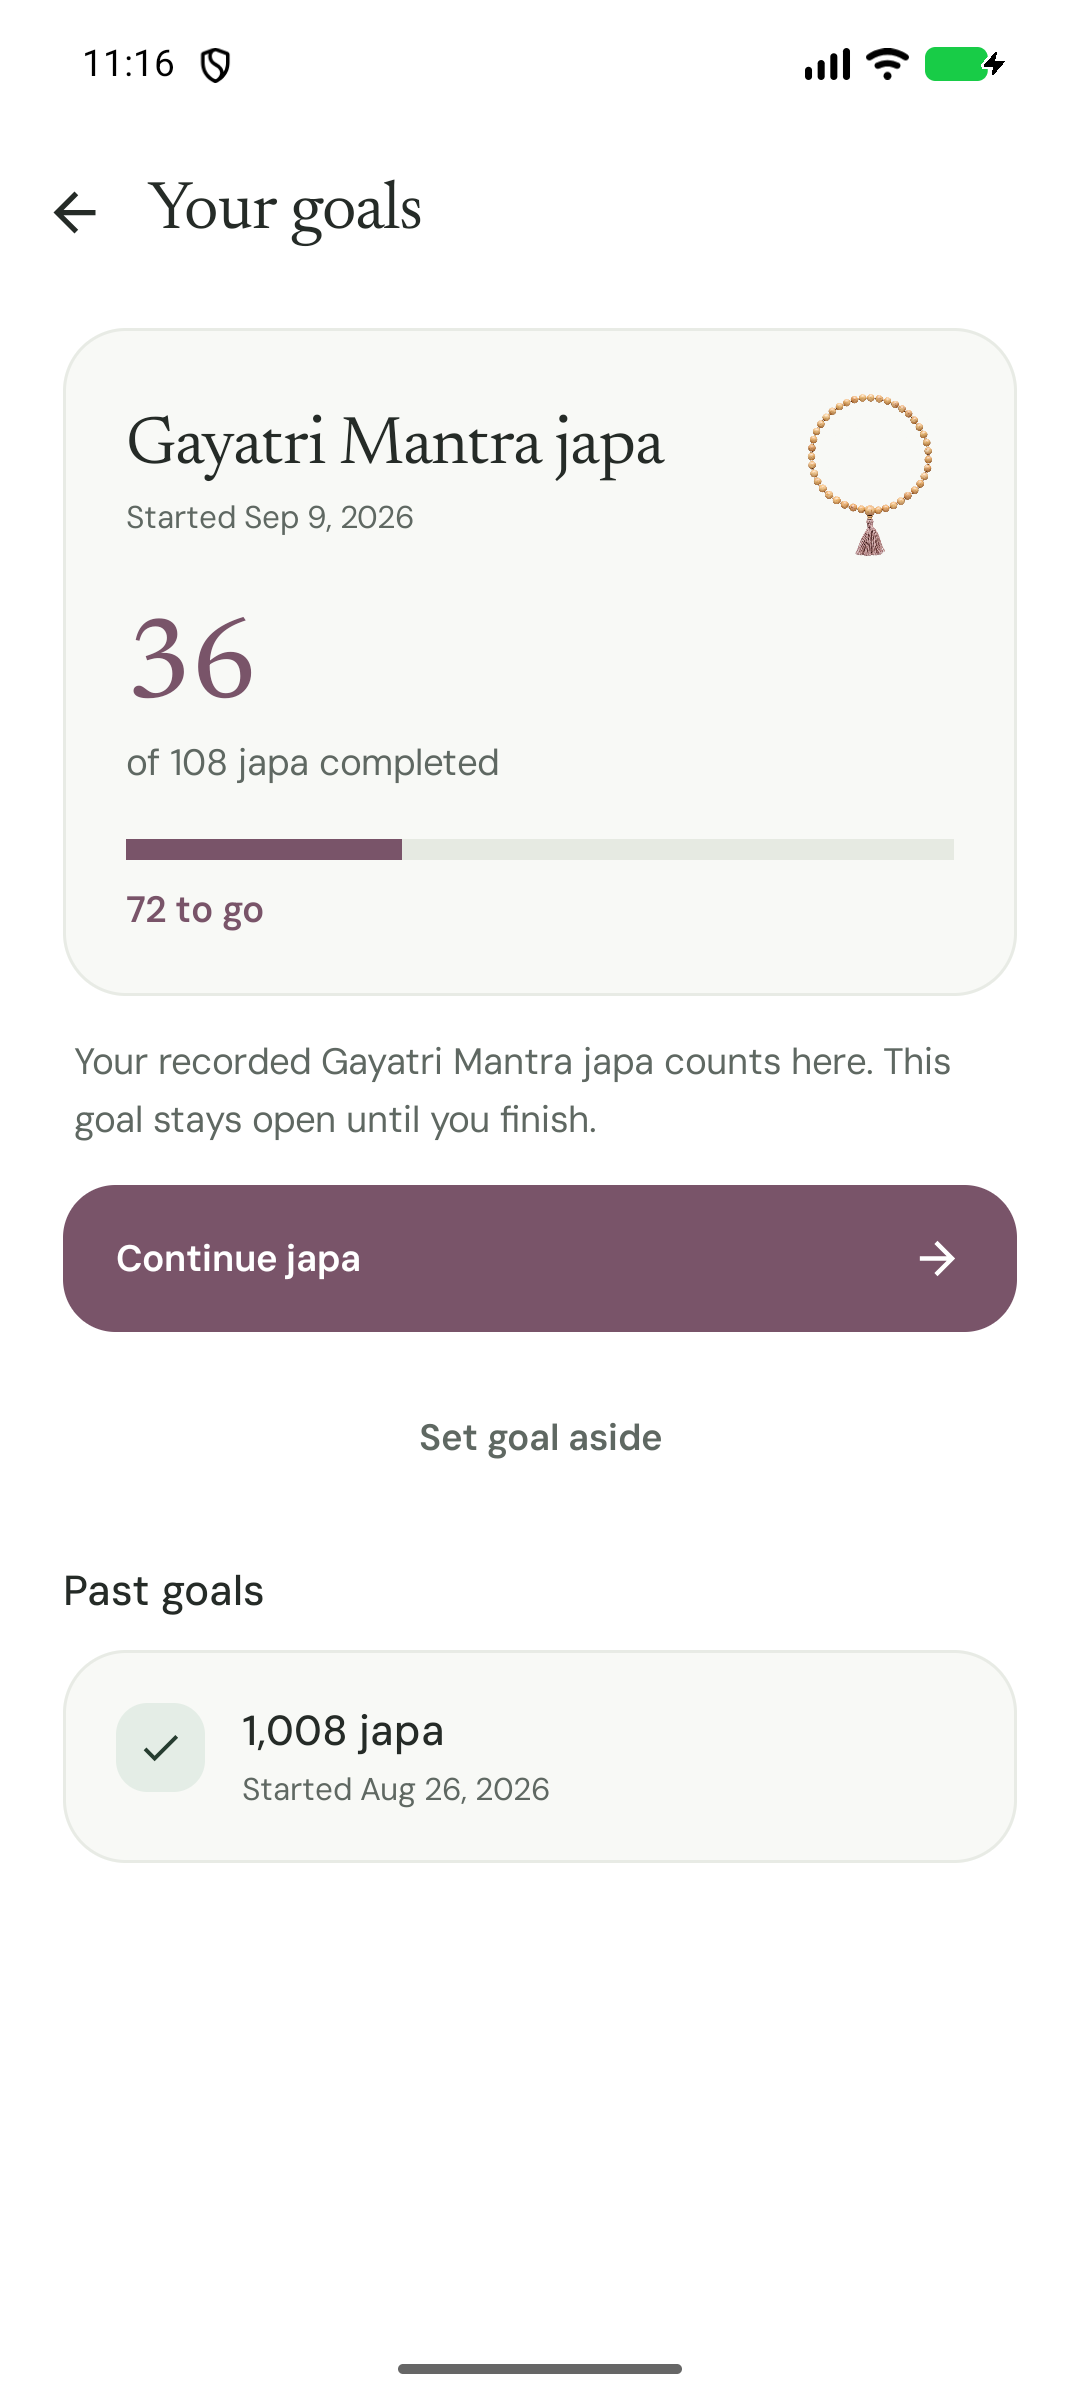 11:16
Your goals
Gayatri Mantra japa
Started Sep 9, 2026
36
of 108 japa completed
72 to go
Your recorded Gayatri Mantra japa counts here. This
goal stays open until you finish.
Continue japa
Set goal aside
Past goals
1,008 japa
Started Aug 26, 2026